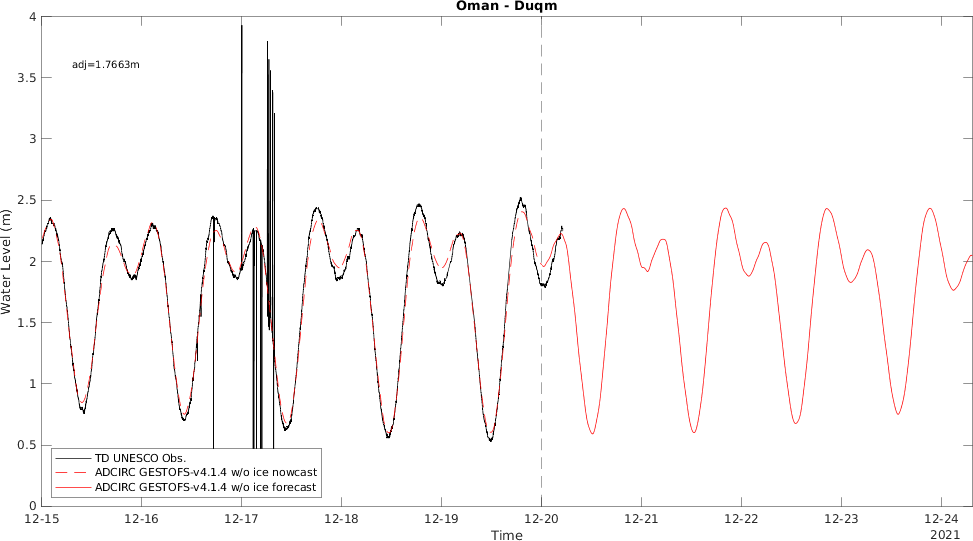 Oman - Duqm
adj=1.7663m
4
3.5
3
2.5
2
1.5
1
0.5
0
Water Level (m)
TD UNESCO Obs.
ADCIRC GESTOFS-v4.1.4 w/o ice nowcast
ADCIRC GESTOFS-v4.1.4 w/o ice forecast
12-15 12-16 12-17 12-18 12-19 12-20 12-21 12-22 12-23 12-24
Time 2021